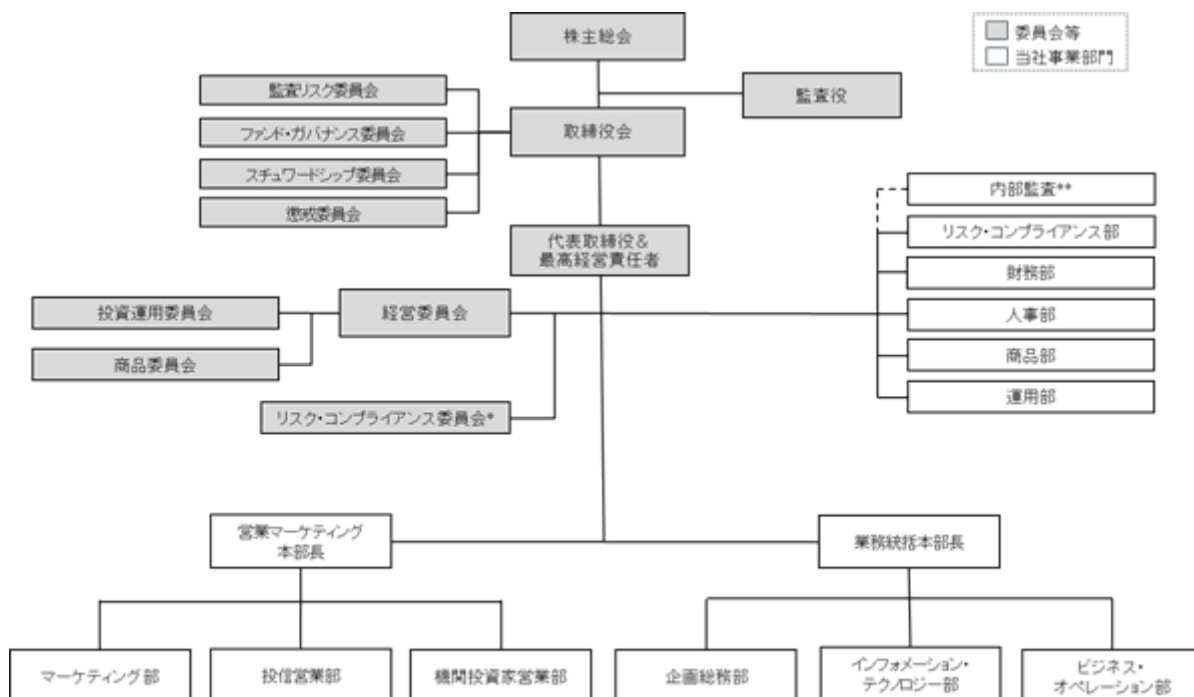 株主総会
委員会等
当社事業部門
監査リスク委員会
監査役
ファンド・ガバナンス委員会
取締役会
スチュワードシップ委員会
内部監査**
懲戒委員会
リスク・コンプライアンス部
代表取締役＆
最高経営責任者
財務部
投資運用委員会
経営委員会
人事部
商品委員会
商品部
運用部
リスク・コンプライアンス委員会*
営業マーケティング
本部長
業務統括本部長
マーケティング部
投信営業部
機関投資家営業部
企画総務部
インフォメーション・
テクノロジー部
ビジネス・
オペレーション部